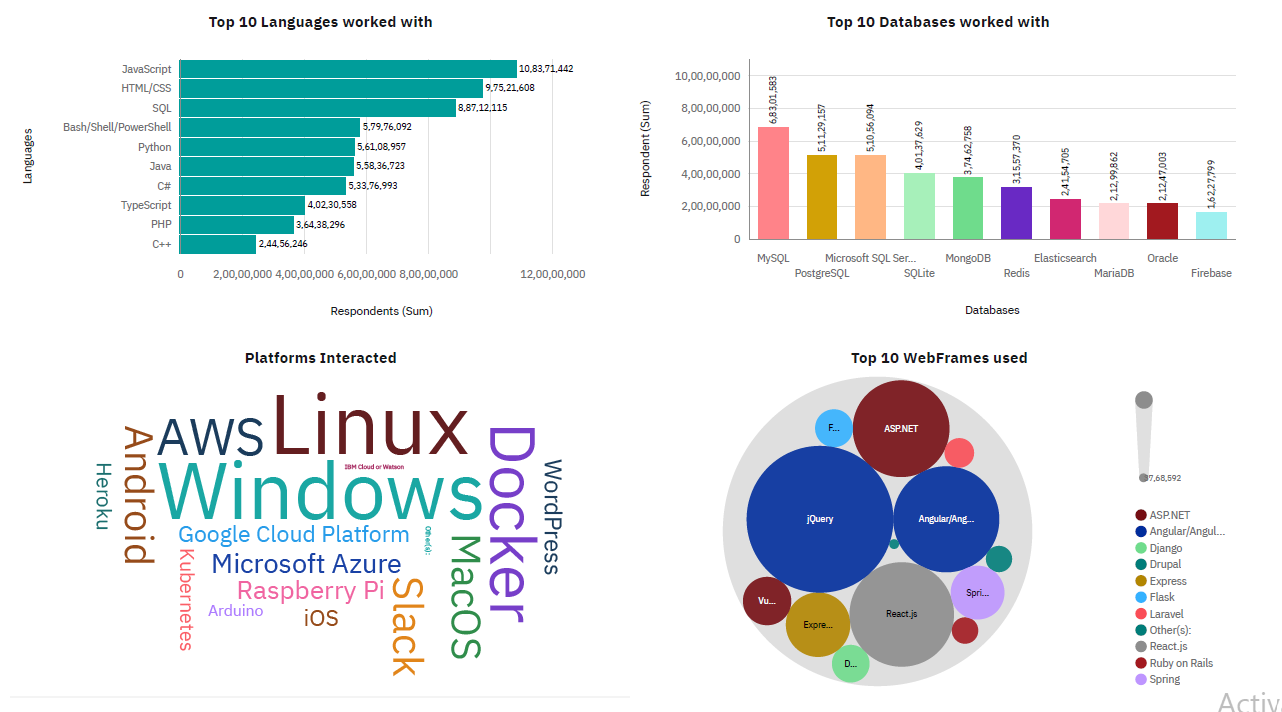 Top 10 Languages worked with
Languages
JavaScript 10,83,71,442
HTML/CSS 9,75,21,608
SQL 8,87,12,115
Bash/Shell/PowerShell 5,79,76,092
Python 5,61,08,957
Java 5,58,36,723
C# 5,33,76,993
TypeScript 4,02,30,558
PHP 3,64,38,296
C++ 2,44,56,246
0 2,00,00,000 4,00,00,000 6,00,00,000 8,00,00,000 12,00,00,000
Respondents (Sum)
Top 10 Databases worked with
Respondent (Sum)
10,00,00,000
8,00,00,000
6,00,00,000
4,00,00,000
2,00,00,000
0
6,83,01,583
5,11,29,157
5,10,56,094
4,01,37,629
3,74,62,758
3,15,57,370
2,41,54,705
2,12,99,862
2,12,47,003
1,62,27,799
MySQL Microsoft SQL Ser... MongoDB Elasticsearch Oracle
PostgreSQL SQLite Redis MariaDB Firebase
Databases
Platforms Interacted
Linux
AWS
Android
Heroku
IBM Cloud or Watson
Windows
Docker
WordPress
Google Cloud Platform
Other(s):
Microsoft Azure
Kubernetes
Raspberry Pi
Arduino
iOS
Slack
MacOS
Top 10 WebFrames used
F...
ASP.NET
jQuery
Angular/Ang...
Vu...
Expre...
React.js
Spri...
D...
7,68,592
ASP.NET
Angular/Angul...
Django
Drupal
Express
Flask
Laravel
Other(s):
React.js
Ruby on Rails
Spring
Activ